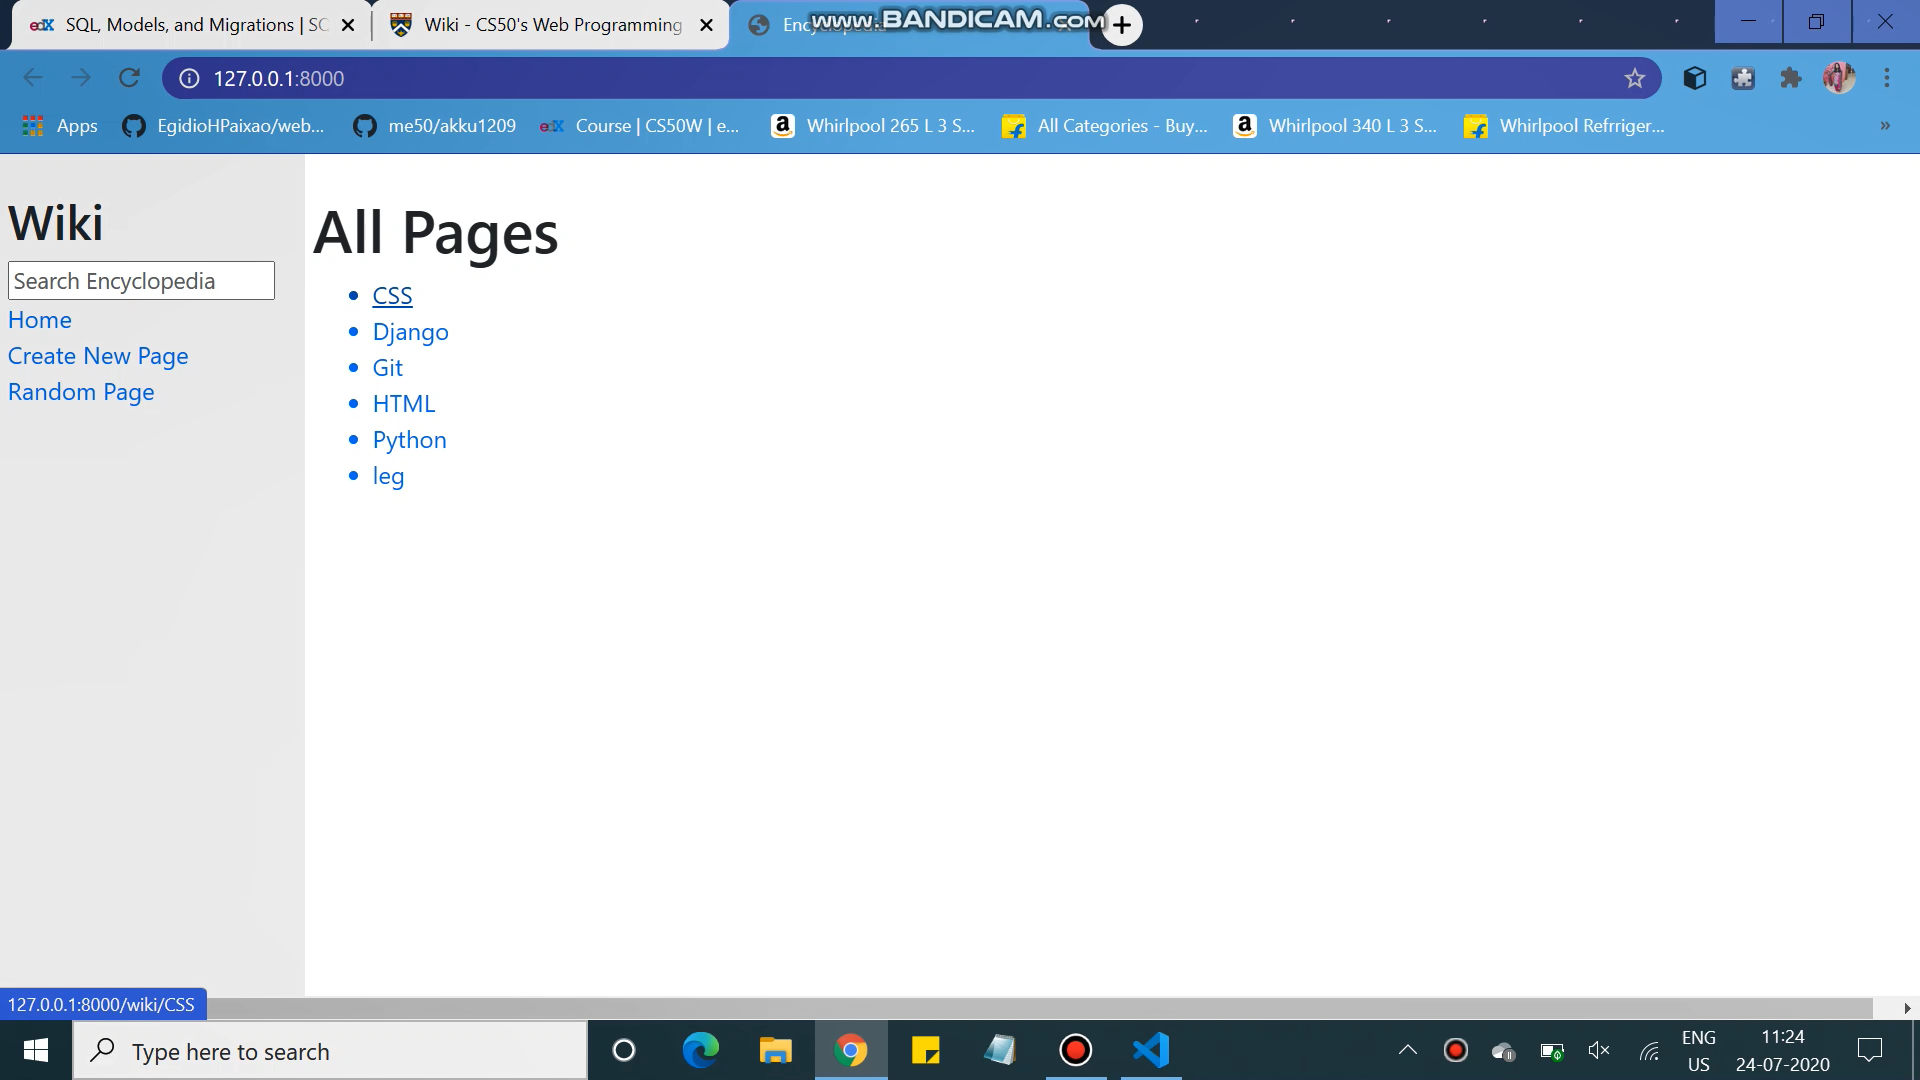 SQL, Models, and Migrations | SC
Wiki - CS50's Web Programming
Encyclopedia
www.BANDICAM.com
127.0.0.1:8000
Apps
EgidioHPaixao/web...
me50/akku1209
edX
Course | CS50W | e...
Whirlpool 265 L 3 S...
All Categories - Buy...
Whirlpool 340 L 3 S...
Whirlpool Refrriger...
»
Wiki
Search Encyclopedia
Home
Create New Page
Random Page
All Pages
CSS
Django
Git
HTML
Python
leg
127.0.0.1:8000/wiki/CSS
Type here to search
ENG
US
11:24
24-07-2020